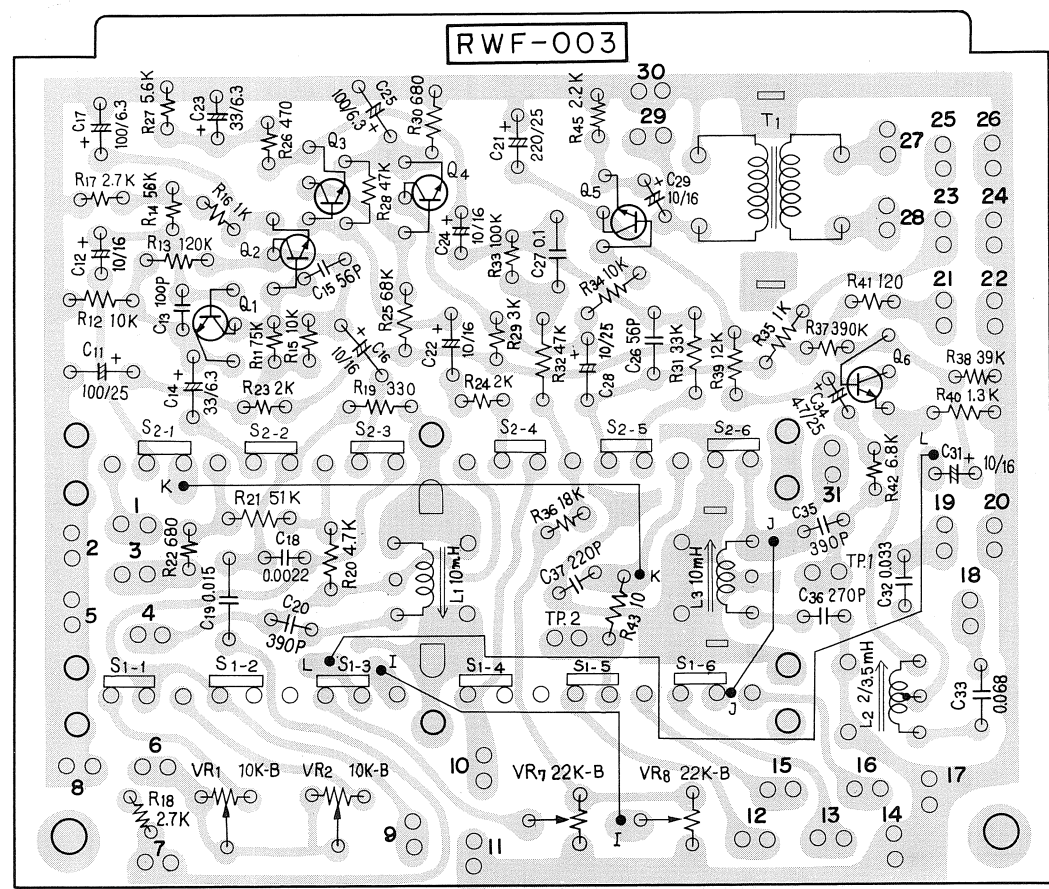 RWF-003
C17 100/6.3
R27 5.6K
C23 33/6.3
R26 470
C25 100/6.3
R30 680
C21 220/25
R45 2.2K
30
29
T1
27
25
26
R17 2.7K
R14 56K
R16 1K
Q3
R28 47K
Q4
Q5
C29 10/16
28
23
24
C12 10/16
R13 120K
Q2
C15 56P
C24 10/16
R33 100K
C27 0.1
R34 10K
R41 120
21
22
R12 10K
C13 100P
Q1
R11 75K
R15 10K
C16 10/16
R25 68K
C22 10/16
R29 3K
R32 47K
C28 10/25
C26 56P
R31 33K
R39 12K
R35 1K
R37 390K
Q6
R38 39K
C11 100/25
C14 33/6.3
R23 2K
R19 330
R24 2K
C34 4.7/25
R40 1.3K
S2-1
S2-2
S2-3
S2-4
S2-5
S2-6
L
C31 10/16
R42 6.8K
K
1
2
3
R21 51K
R22 680
C18 0.0022
R20 4.7K
L1 10mH
R36 18K
C37 220P
R43 10
K
L3 10mH
J
31
C35 390P
TP.1
C36 270P
C32 0.033
19
20
18
5
4
C19 0.015
C20 390P
TP.2
S1-1
S1-2
L
S1-3
I
S1-4
S1-5
S1-6
J
L2 2/3.5mH
C33 0.068
8
6
VR1 10K-B
VR2 10K-B
10
VR7 22K-B
VR8 22K-B
15
16
17
R18 2.7K
7
9
11
I
12
13
14